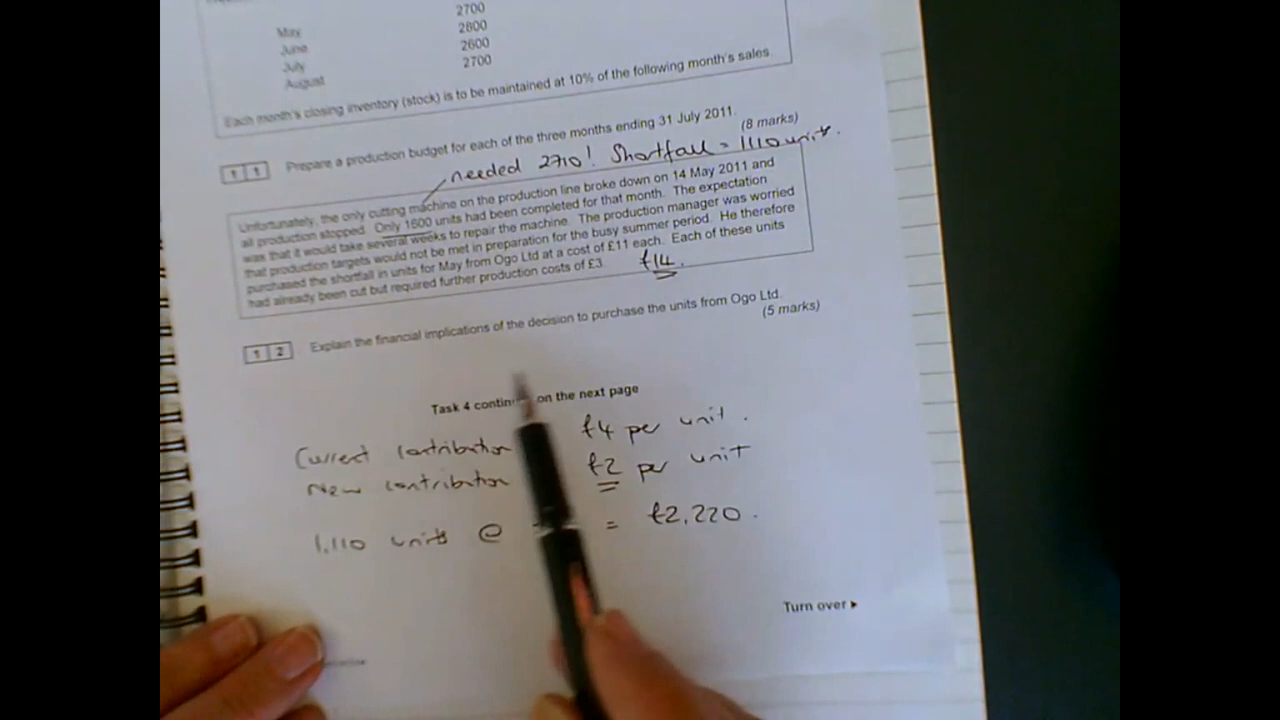 2700
May 2800
June 2600
July 2700
August
Each month's closing inventory (stock) is to be maintained at 10% of the following month's sales
1 1 Prepare a production budget for each of the three months ending 31 July 2011.
(8 marks)
needed 2710! Shortfall = 1110 units.
Unfortunately, the only cutting machine on the production line broke down on 14 May 2011 and
all production stopped. Only 1600 units had been completed for that month. The expectation
was that it would take several weeks to repair the machine. The production manager was worried
that production targets would not be met in preparation for the busy summer period. He therefore
purchased the shortfall in units for May from Ogo Ltd at a cost of £11 each. Each of these units
had already been cut but required further production costs of £3
£14.
1 2 Explain the financial implications of the decision to purchase the units from Ogo Ltd.
(5 marks)
Task 4 on the next page
Current contribution £4 per unit.
New contribution £2 per unit
1,110 units @ = £2,220.
Turn over